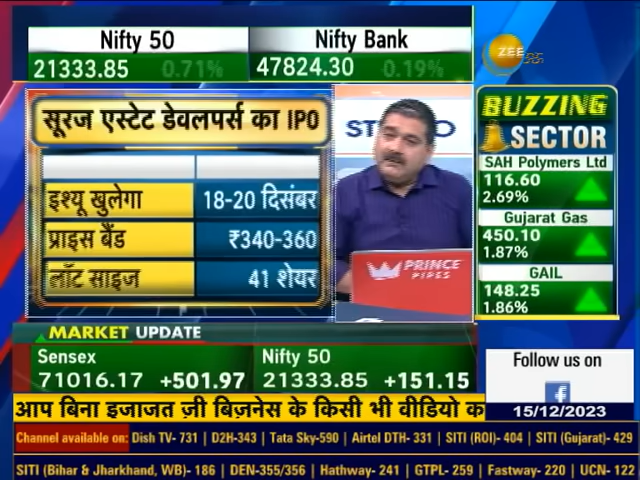 Nifty 50
Nifty Bank
21333.85 0.71%
47824.30 0.19%
ZEE
सूरज एस्टेट डेवलपर्स का IPO
इश्यू खुलेगा 18-20 दिसंबर
प्राइस बैंड ₹340-360
लॉट साइज 41 शेयर
ST O
PRINCE
PIPES
BUZZING
SECTOR
SAH Polymers Ltd
116.60
2.69%
Gujarat Gas
450.10
1.87%
GAIL
148.25
1.86%
MARKET UPDATE
Sensex
71016.17 +501.97
Nifty 50
21333.85 +151.15
Follow us on
f
15/12/2023
आप बिना इजाजत ज़ी बिज़नेस के किसी भी वीडियो क
Channel available on: Dish TV- 731 | D2H-343 | Tata Sky-590 | Airtel DTH- 331 | SITI (ROI)- 404 | SITI (Gujarat)- 429
SITI (Bihar & Jharkhand, WB)- 186 | DEN-355/356 | Hathway- 241 | GTPL- 259 | Fastway- 220 | UCN- 122